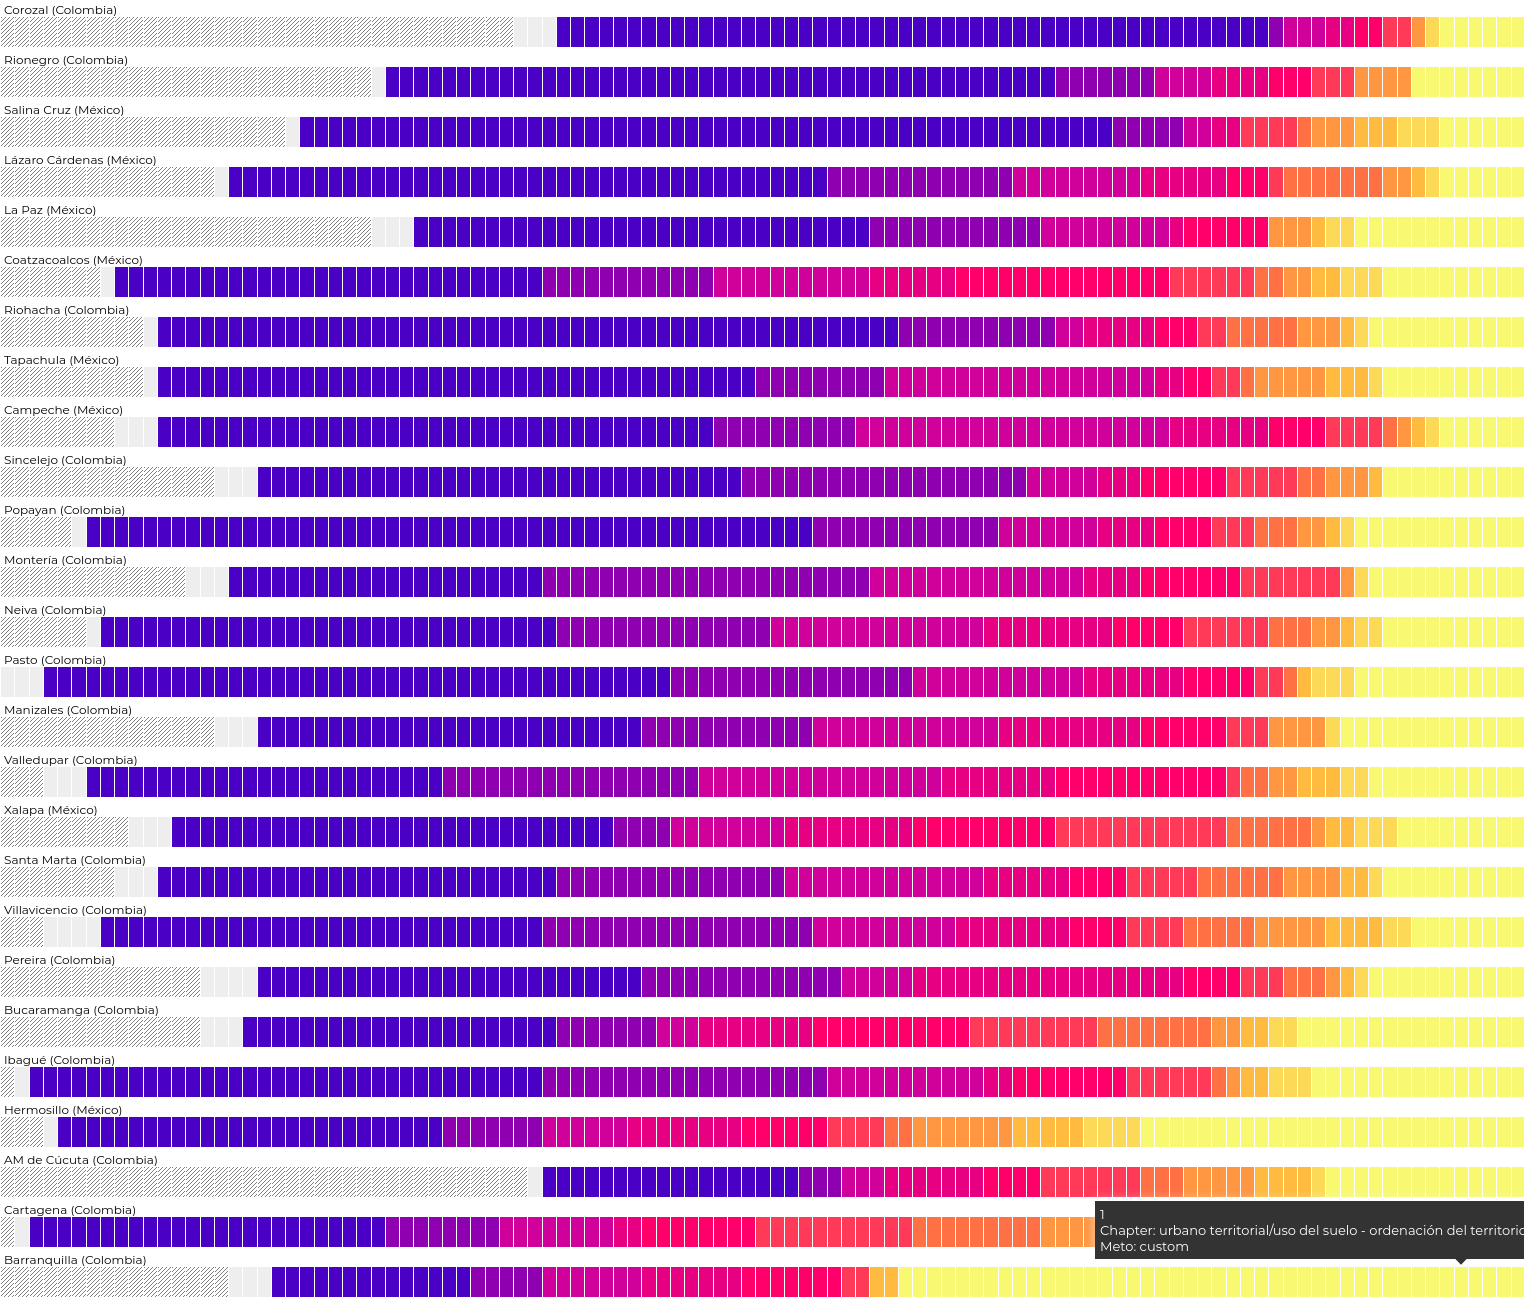 Corozal (Colombia)
Rionegro (Colombia)
Salina Cruz (México)
Lázaro Cárdenas (México)
La Paz (México)
Coatzacoalcos (México)
Riohacha (Colombia)
Tapachula (México)
Campeche (México)
Sincelejo (Colombia)
Popayan (Colombia)
Montería (Colombia)
Neiva (Colombia)
Pasto (Colombia)
Manizales (Colombia)
Valledupar (Colombia)
Xalapa (México)
Santa Marta (Colombia)
Villavicencio (Colombia)
Pereira (Colombia)
Bucaramanga (Colombia)
Ibagué (Colombia)
Hermosillo (México)
AM de Cúcuta (Colombia)
Cartagena (Colombia)
1
Chapter: urbano territorial/uso del suelo - ordenación del territorio
Meto: custom
Barranquilla (Colombia)